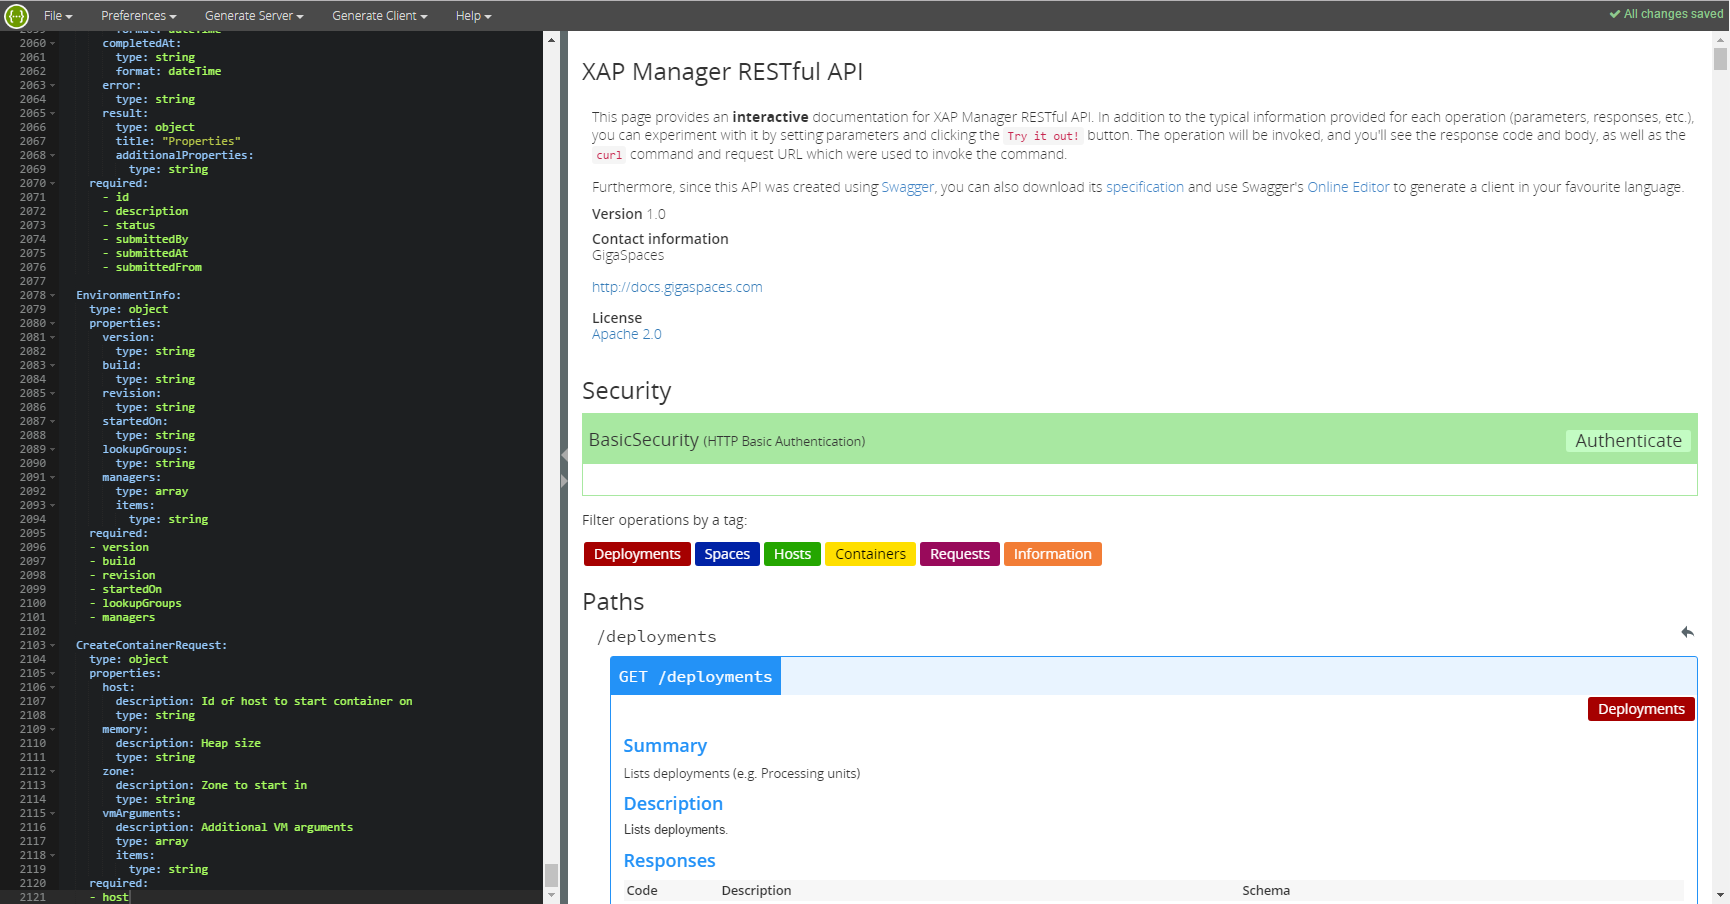 File
Preferences
Generate Server
Generate Client
Help
All changes saved
2060 completedAt:
2061 type: string
2062 format: dateTime
2063 error:
2064 type: string
2065 result:
2066 type: object
2067 title: "Properties"
2068 additionalProperties:
2069 type: string
2070 required:
2071 - id
2072 - description
2073 - status
2074 - submittedBy
2075 - submittedAt
2076 - submittedFrom
2077
2078 EnvironmentInfo:
2079 type: object
2080 properties:
2081 version:
2082 type: string
2083 build:
2084 type: string
2085 revision:
2086 type: string
2087 startedOn:
2088 type: string
2089 lookupGroups:
2090 type: string
2091 managers:
2092 type: array
2093 items:
2094 type: string
2095 required:
2096 - version
2097 - build
2098 - revision
2099 - startedOn
2100 - lookupGroups
2101 - managers
2102
2103 CreateContainerRequest:
2104 type: object
2105 properties:
2106 host:
2107 description: Id of host to start container on
2108 type: string
2109 memory:
2110 description: Heap size
2111 type: string
2112 zone:
2113 description: Zone to start in
2114 type: string
2115 vmArguments:
2116 description: Additional VM arguments
2117 type: array
2118 items:
2119 type: string
2120 required:
2121 - host
XAP Manager RESTful API
This page provides an interactive documentation for XAP Manager RESTful API. In addition to the typical information provided for each operation (parameters, responses, etc.),
you can experiment with it by setting parameters and clicking the Try it out! button. The operation will be invoked, and you'll see the response code and body, as well as the
curl command and request URL which were used to invoke the command.
Furthermore, since this API was created using Swagger, you can also download its specification and use Swagger's Online Editor to generate a client in your favourite language.
Version 1.0
Contact information
GigaSpaces
http://docs.gigaspaces.com
License
Apache 2.0
Security
BasicSecurity (HTTP Basic Authentication)
Authenticate
Filter operations by a tag:
Deployments Spaces Hosts Containers Requests Information
Paths
/deployments
GET /deployments
Deployments
Summary
Lists deployments (e.g. Processing units)
Description
Lists deployments.
Responses
Code Description Schema